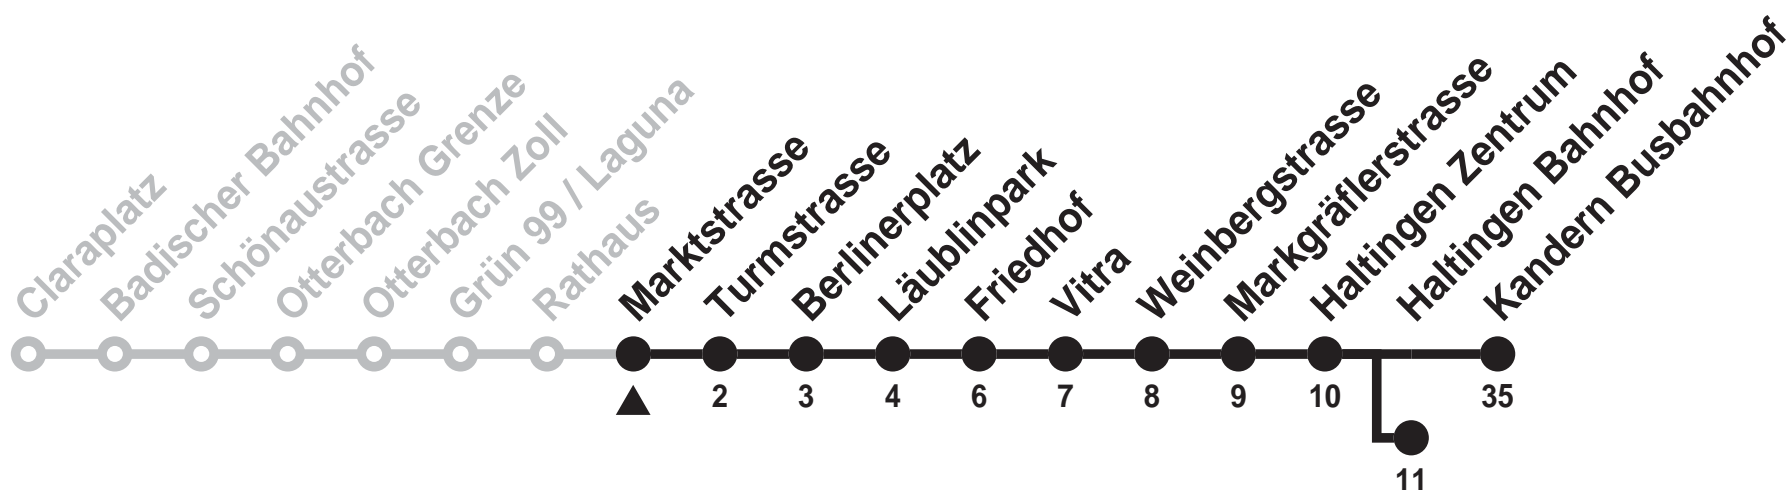 Claraplatz
Badischer Bahnhof
Schönaustrasse
Otterbach Grenze
Otterbach Zoll
Grün 99 / Laguna
Rathaus
Marktstrasse
Turmstrasse
Berlinerplatz
Läublinpark
Friedhof
Vitra
Weinbergstrasse
Markgräflerstrasse
Haltingen Zentrum
Haltingen Bahnhof
Kandern Busbahnhof
2 3 4 6 7 8 9 10 35
11